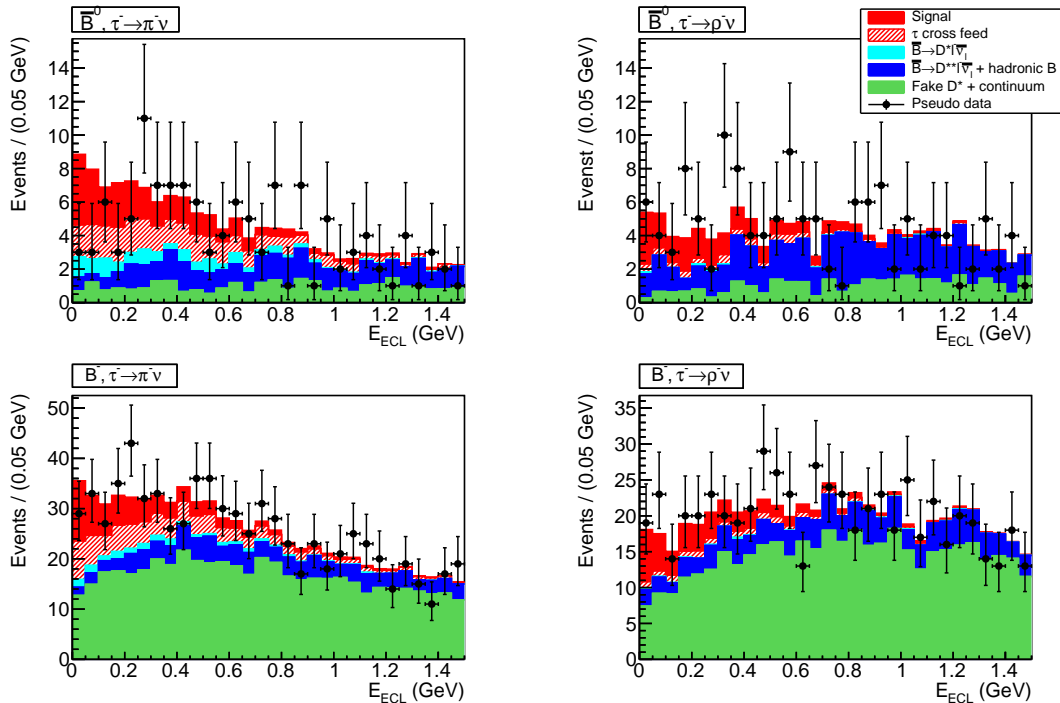 B̅⁰, τ⁻→π⁻ν
Events / (0.05 GeV)
14
12
10
8
6
4
2
0
0 0.2 0.4 0.6 0.8 1 1.2 1.4
E_ECL (GeV)
B̅⁰, τ⁻→ρ⁻ν
Evenst / (0.05 GeV)
14
12
10
8
6
4
2
0
0 0.2 0.4 0.6 0.8 1 1.2 1.4
E_ECL (GeV)
Signal
τ cross feed
B̅→D*l̅ν̅_l
B̅→D**l̅ν̅_l + hadronic B
Fake D* + continuum
Pseudo data
B⁻, τ⁻→π⁻ν
Events / (0.05 GeV)
50
40
30
20
10
0
0 0.2 0.4 0.6 0.8 1 1.2 1.4
E_ECL (GeV)
B⁻, τ⁻→ρ⁻ν
Events / (0.05 GeV)
35
30
25
20
15
10
5
0
0 0.2 0.4 0.6 0.8 1 1.2 1.4
E_ECL (GeV)